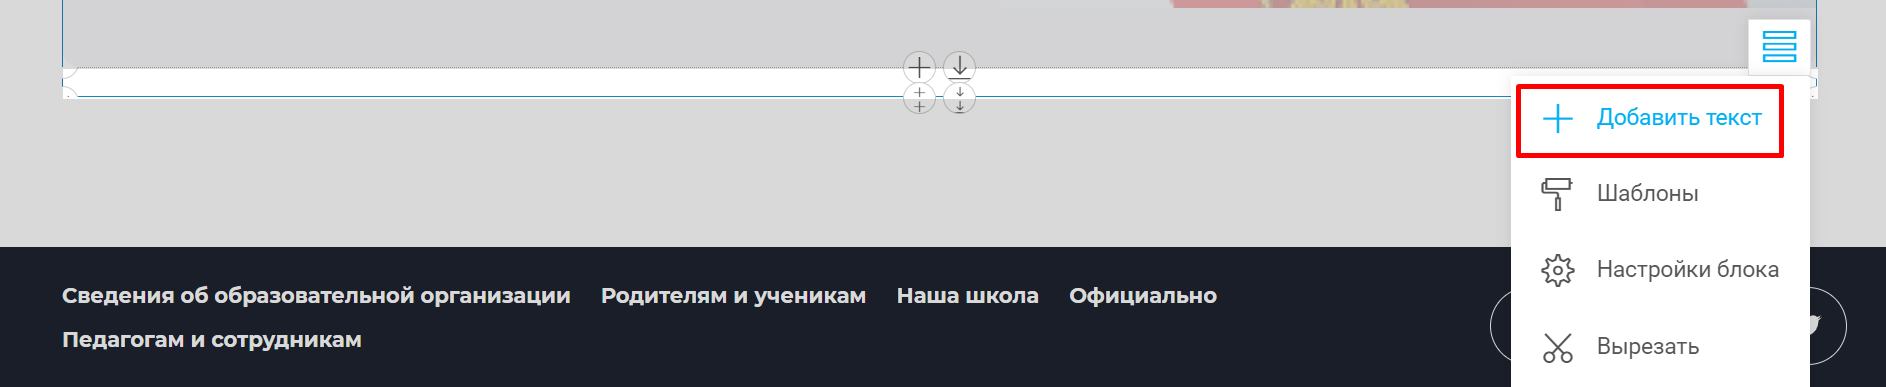 Добавить текст
Шаблоны
Настройки блока
Вырезать
Сведения об образовательной организации Родителям и ученикам Наша школа Официально
Педагогам и сотрудникам